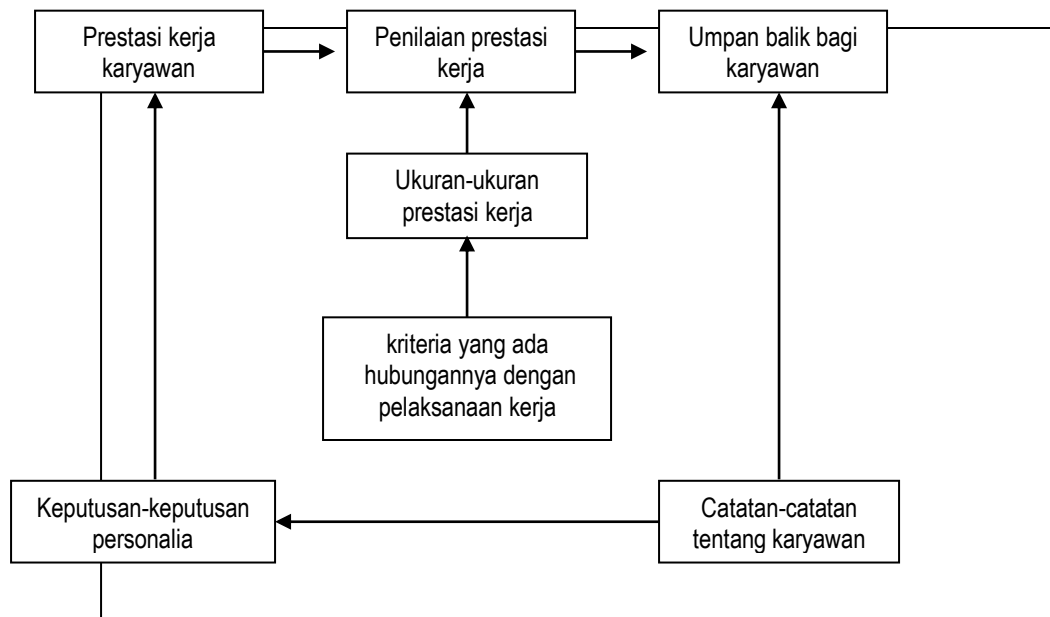 Prestasi kerja
karyawan
Penilaian prestasi
kerja
Umpan balik bagi
karyawan
Ukuran-ukuran
prestasi kerja
kriteria yang ada
hubungannya dengan
pelaksanaan kerja
Keputusan-keputusan
personalia
Catatan-catatan
tentang karyawan